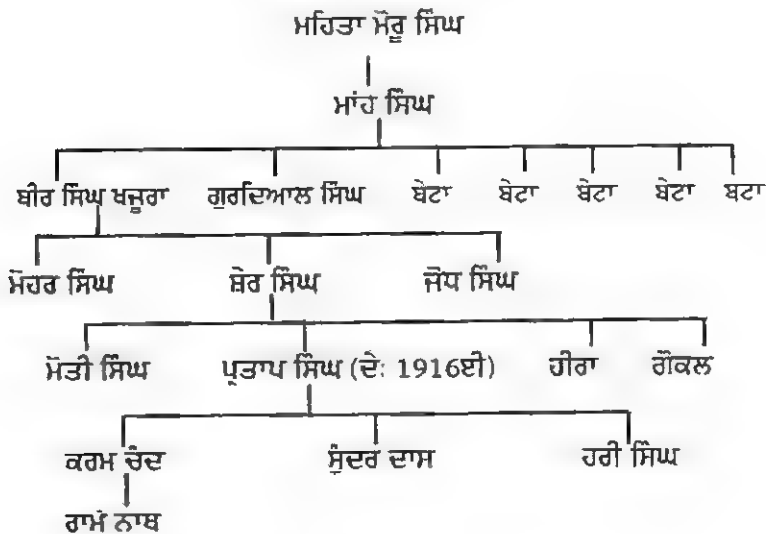 ਮਹਿਤਾ ਮੌਰੂ ਸਿੰਘ
ਮਾਂਹ ਸਿੰਘ
ਬੀਰ ਸਿੰਘ ਖਜੂਰਾ ਗੁਰਦਿਆਲ ਸਿੰਘ ਬੇਟਾ ਬੇਟਾ ਬੇਟਾ ਬੇਟਾ ਬਟਾ
ਮੋਹਰ ਸਿੰਘ ਸ਼ੇਰ ਸਿੰਘ ਜੋਧ ਸਿੰਘ
ਮੋਤੀ ਸਿੰਘ ਪ੍ਰਤਾਪ ਸਿੰਘ (ਦੇ: 1916ਈ) ਹੀਰਾ ਗੋਕਲ
ਕਰਮ ਚੰਦ ਸੁੰਦਰ ਦਾਸ ਹਰੀ ਸਿੰਘ
ਰਾਮ ਨਾਥ